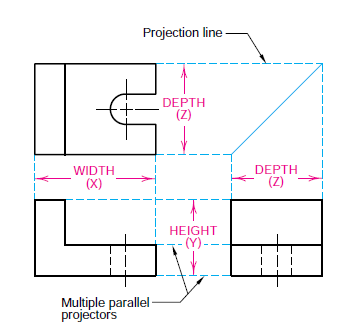 Projection line
DEPTH
(Z)
WIDTH
(X)
DEPTH
(Z)
HEIGHT
(Y)
Multiple parallel
projectors